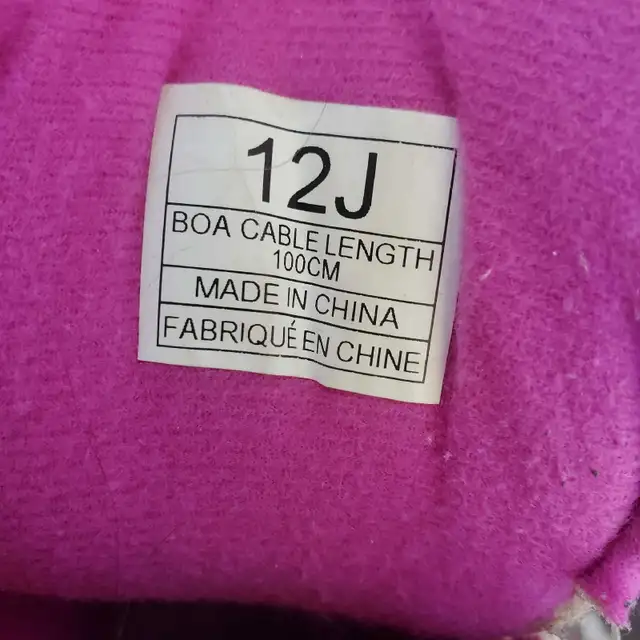 12J
BOA CABLE LENGTH
100CM
MADE IN CHINA
FABRIQUÉ EN CHINE